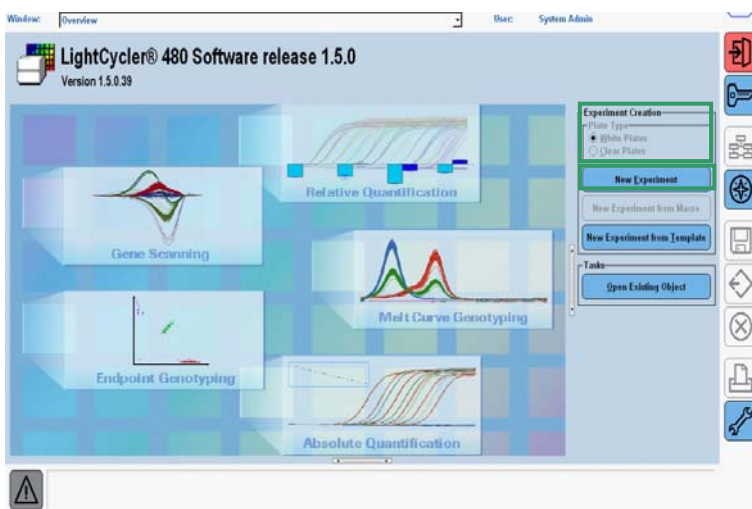 Window: Overview User: System Admin
LightCycler® 480 Software release 1.5.0
Version 1.5.0.39
Relative Quantification
Gene Scanning
Melt Curve Genotyping
Endpoint Genotyping
Absolute Quantification
Experiment Creation
Plate Type
White Plates
Clear Plates
New Experiment
New Experiment from Macro
New Experiment from Template
Tasks
Open Existing Object